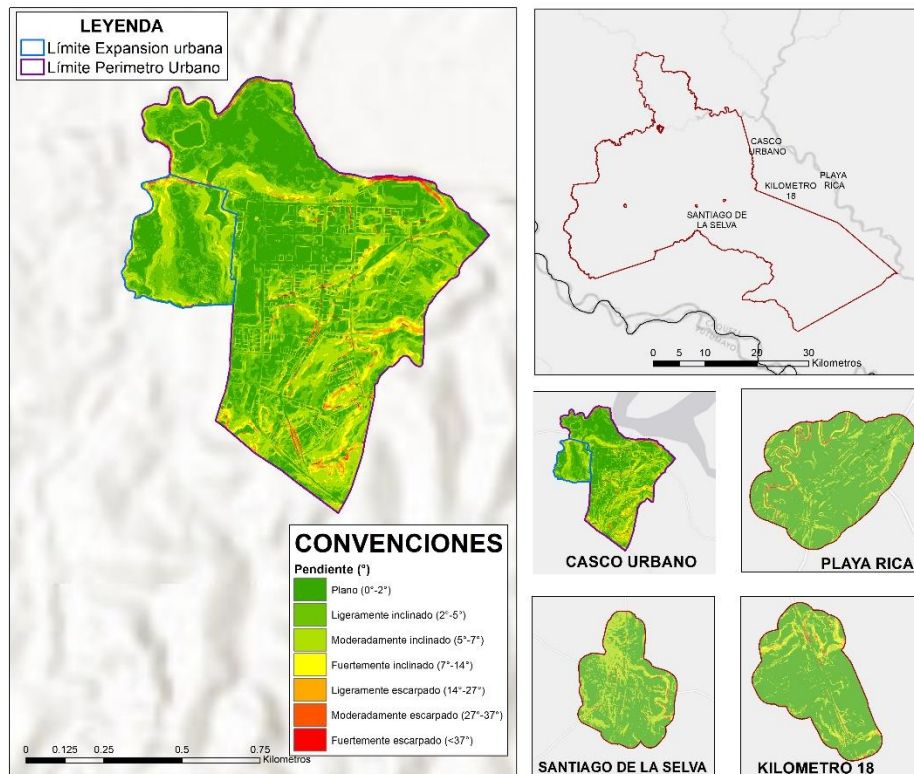 LEYENDA
Límite Expansion urbana
Límite Perimetro Urbano
CONVENCIONES
Pendiente (°)
Plano (0°-2°)
Ligeramente inclinado (2°-5°)
Moderadamente inclinado (5°-7°)
Fuertemente inclinado (7°-14°)
Ligeramente escarpado (14°-27°)
Moderadamente escarpado (27°-37°)
Fuertemente escarpado (<37°)
0 0.125 0.25 0.5 0.75
Kilometros
CASCO
URBANO
PLAYA
RICA
KILOMETRO
18
SANTIAGO DE
LA SELVA
PUTUMAYO
0 5 10 20 30
Kilometros
CASCO URBANO
PLAYA RICA
SANTIAGO DE LA SELVA
KILOMETRO 18